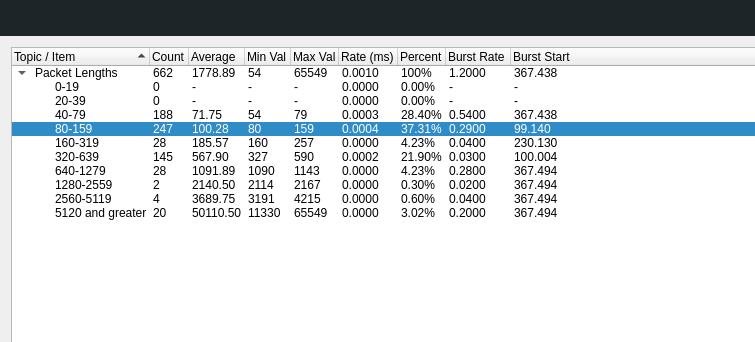 Topic / Item Count Average Min Val Max Val Rate (ms) Percent Burst Rate Burst Start
Packet Lengths 662 1778.89 54 65549 0.0010 100% 1.2000 367.438
0-19 0 - - - 0.0000 0.00% - -
20-39 0 - - - 0.0000 0.00% - -
40-79 188 71.75 54 79 0.0003 28.40% 0.5400 367.438
80-159 247 100.28 80 159 0.0004 37.31% 0.2900 99.140
160-319 28 185.57 160 257 0.0000 4.23% 0.0400 230.130
320-639 145 567.90 327 590 0.0002 21.90% 0.0300 100.004
640-1279 28 1091.89 1090 1143 0.0000 4.23% 0.2800 367.494
1280-2559 2 2140.50 2114 2167 0.0000 0.30% 0.0200 367.494
2560-5119 4 3689.75 3191 4215 0.0000 0.60% 0.0400 367.494
5120 and greater 20 50110.50 11330 65549 0.0000 3.02% 0.2000 367.494